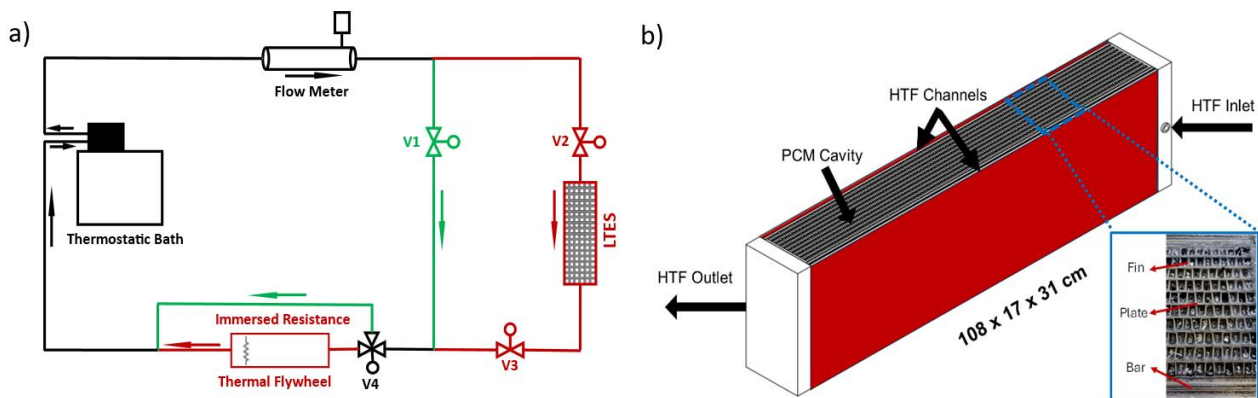 a)
Flow Meter
V1
V2
LTES
Thermostatic Bath
Immersed Resistance
Thermal Flywheel
V4
V3
b)
HTF Channels
HTF Inlet
PCM Cavity
HTF Outlet
108 x 17 x 31 cm
Fin
Plate
Bar